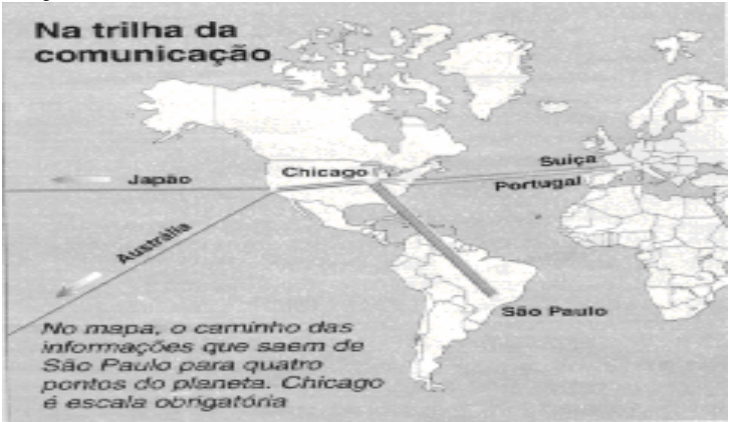 Na trilha da
comunicação
Chicago
Suiça
Japão
Portugal
Austrália
São Paulo
No mapa, o caminho das
informações que saem de
São Paulo para quatro
pontos do planeta. Chicago
é escala obrigatória